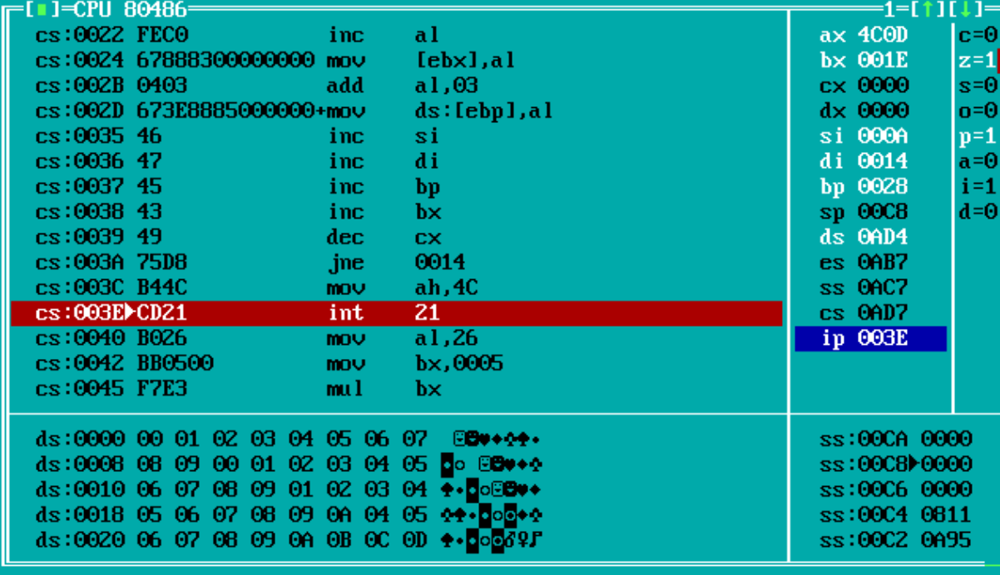 [■]=CPU 80486 1=[↑][↓]=
cs:0022 FEC0 inc al ax 4C0D c=0
cs:0024 67888300000000 mov [ebx],al bx 001E z=1
cs:002B 0403 add al,03 cx 0000 s=0
cs:002D 673E8885000000+mov ds:[ebp],al dx 0000 o=0
cs:0035 46 inc si si 000A p=1
cs:0036 47 inc di di 0014 a=0
cs:0037 45 inc bp bp 0028 i=1
cs:0038 43 inc bx sp 00C8 d=0
cs:0039 49 dec cx ds 0AD4
cs:003A 75D8 jne 0014 es 0AB7
cs:003C B44C mov ah,4C ss 0AC7
cs:003E►CD21 int 21 cs 0AD7
cs:0040 B026 mov al,26 ip 003E
cs:0042 BB0500 mov bx,0005
cs:0045 F7E3 mul bx
ds:0000 00 01 02 03 04 05 06 07 ☺☻♥♦♣♠• ss:00CA 0000
ds:0008 08 09 00 01 02 03 04 05 ◘○ ☺☻♥♦♣ ss:00C8►0000
ds:0010 06 07 08 09 01 02 03 04 ♠•◘○☺☻♥♦ ss:00C6 0000
ds:0018 05 06 07 08 09 0A 04 05 ♣♠•◘○◙♦♣ ss:00C4 0811
ds:0020 06 07 08 09 0A 0B 0C 0D ♠•◘○◙♂♀♪ ss:00C2 0A95